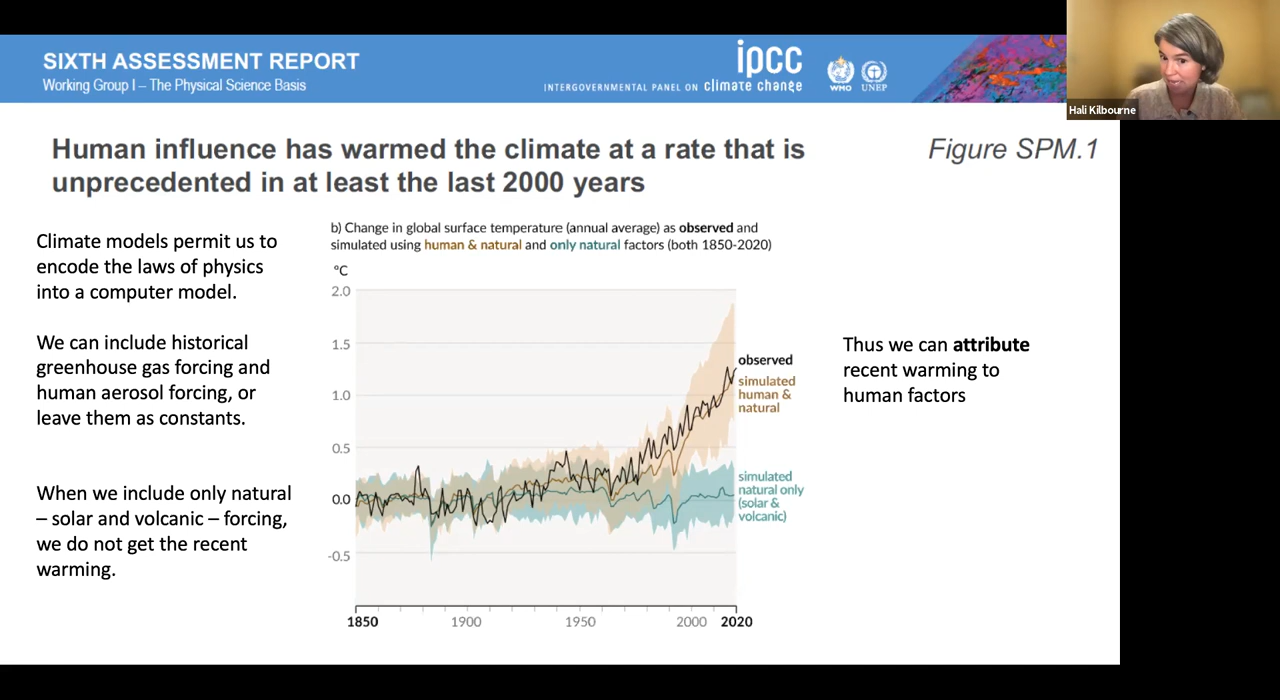 SIXTH ASSESSMENT REPORT
Working Group I – The Physical Science Basis
ipcc
INTERGOVERNMENTAL PANEL ON climate change
WMO
UNEP
Hali Kilbourne
Human influence has warmed the climate at a rate that is
unprecedented in at least the last 2000 years
Figure SPM.1
Climate models permit us to
encode the laws of physics
into a computer model.
We can include historical
greenhouse gas forcing and
human aerosol forcing, or
leave them as constants.
When we include only natural
– solar and volcanic – forcing,
we do not get the recent
warming.
b) Change in global surface temperature (annual average) as observed and
simulated using human & natural and only natural factors (both 1850-2020)
ºC
2.0
1.5
1.0
0.5
0.0
-0.5
1850
1900
1950
2000
2020
observed
simulated
human &
natural
simulated
natural only
(solar &
volcanic)
Thus we can attribute
recent warming to
human factors